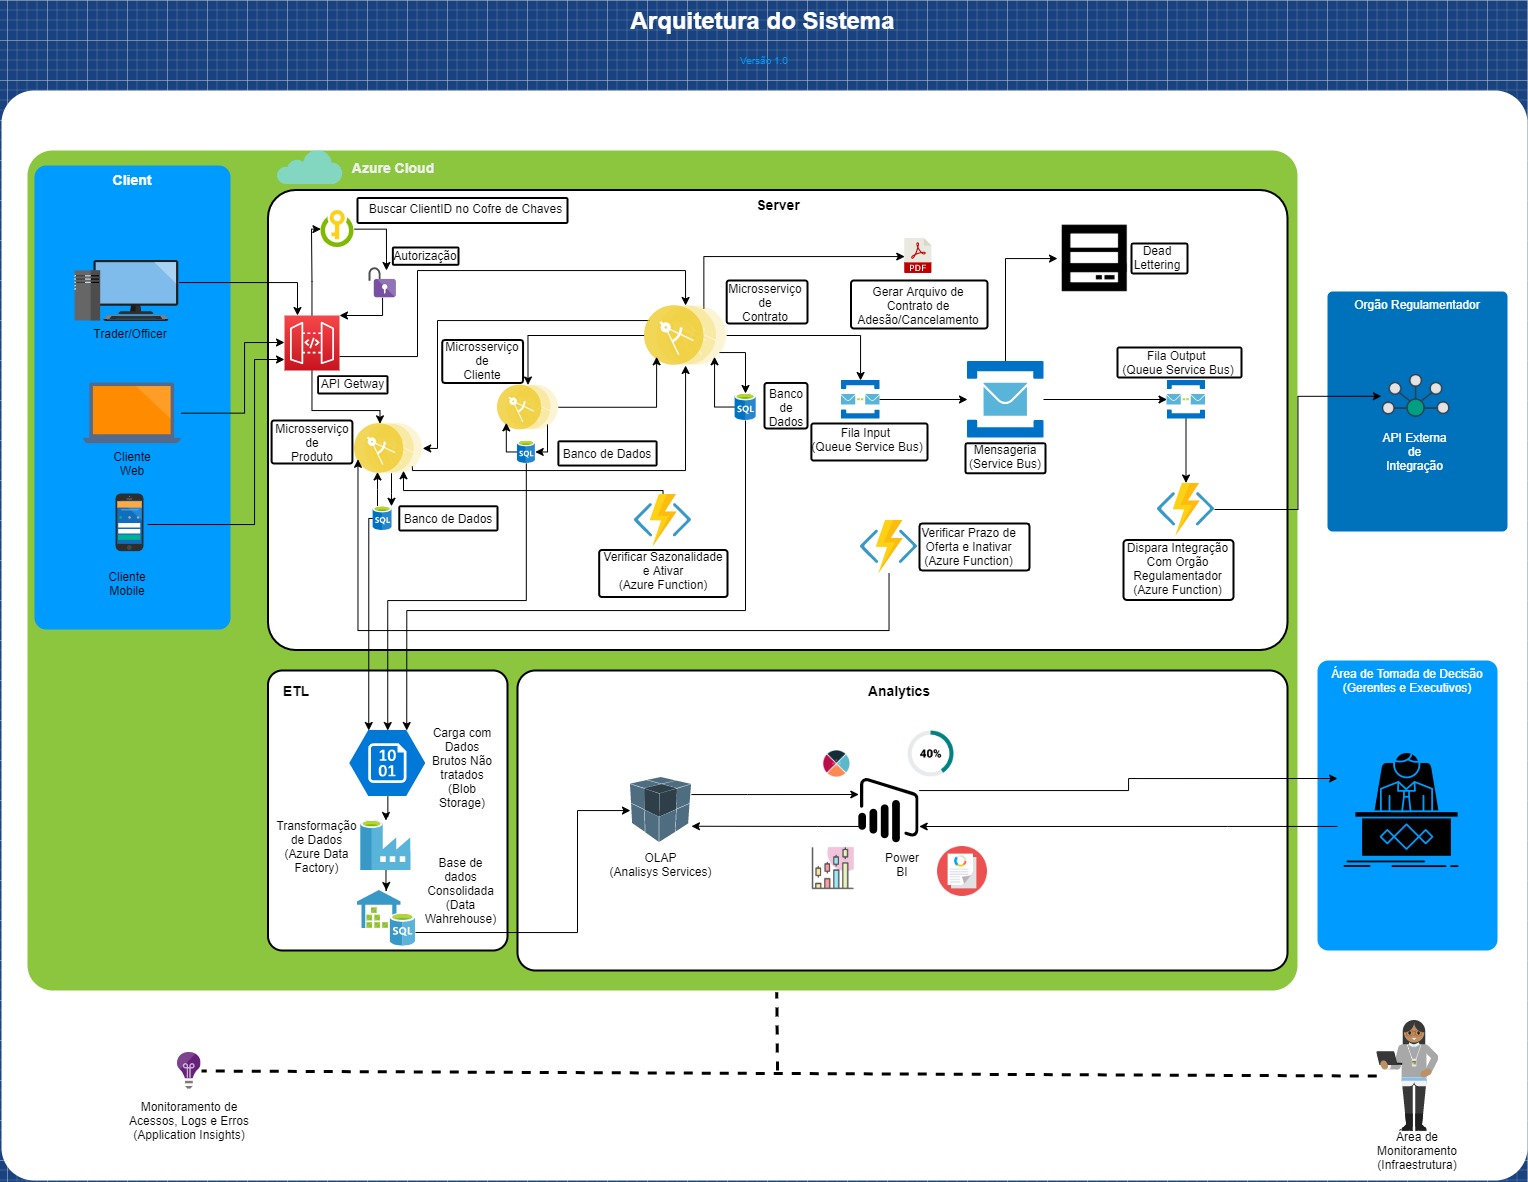 Arquitetura do Sistema
Versão 1.0
Azure Cloud
Client
Trader/Officer
Cliente
Web
Cliente
Mobile
Server
Buscar ClientID no Cofre de Chaves
Autorização
API Getway
Microsserviço
de
Produto
Banco de Dados
Microsserviço
de
Cliente
SQL
Banco de Dados
SQL
Microsserviço
de
Contrato
SQL
Banco
de
Dados
PDF
Gerar Arquivo de
Contrato de
Adesão/Cancelamento
Fila Input
(Queue Service Bus)
Mensageria
(Service Bus)
Dead
Lettering
Fila Output
(Queue Service Bus)
Verificar Sazonalidade
e Ativar
(Azure Function)
Verificar Prazo de
Oferta e Inativar
(Azure Function)
Dispara Integração
Com Orgão
Regulamentador
(Azure Function)
Orgão Regulamentador
API Externa
de
Integração
ETL
10
01
Carga com
Dados
Brutos Não
tratados
(Blob
Storage)
Transformação
de Dados
(Azure Data
Factory)
Base de
dados
Consolidada
(Data
Wahrehouse)
SQL
Analytics
OLAP
(Analisys Services)
40%
Power
BI
Área de Tomada de Decisão
(Gerentes e Executivos)
Monitoramento de
Acessos, Logs e Erros
(Application Insights)
Área de
Monitoramento
(Infraestrutura)